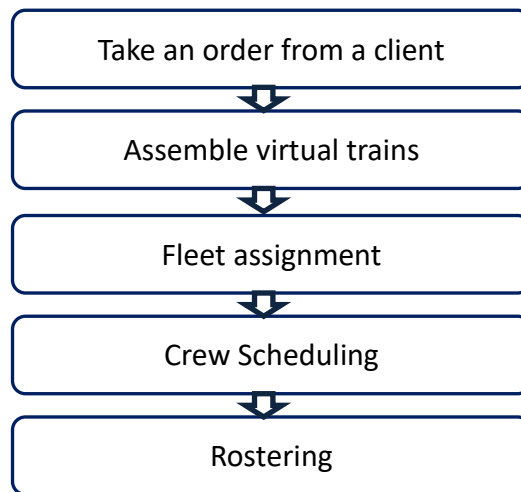 Take an order from a client
Assemble virtual trains
Fleet assignment
Crew Scheduling
Rostering